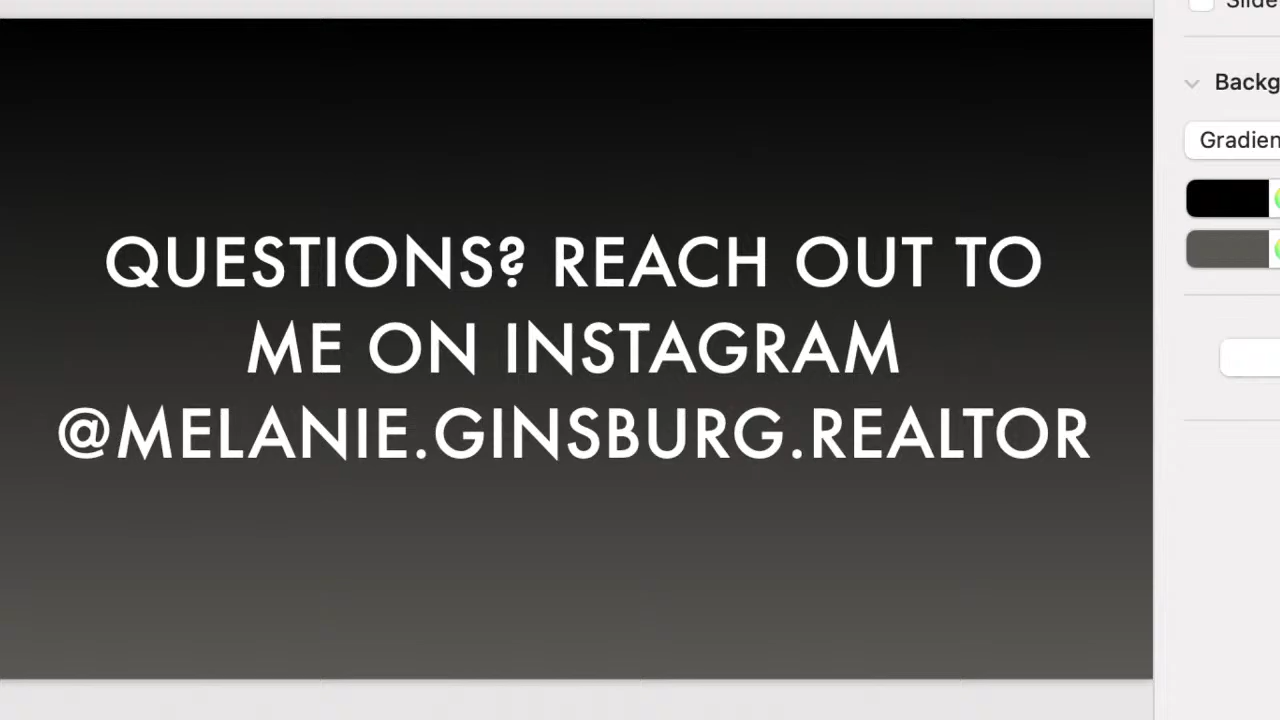 Backg
Gradien
QUESTIONS? REACH OUT TO
ME ON INSTAGRAM
@MELANIE.GINSBURG.REALTOR